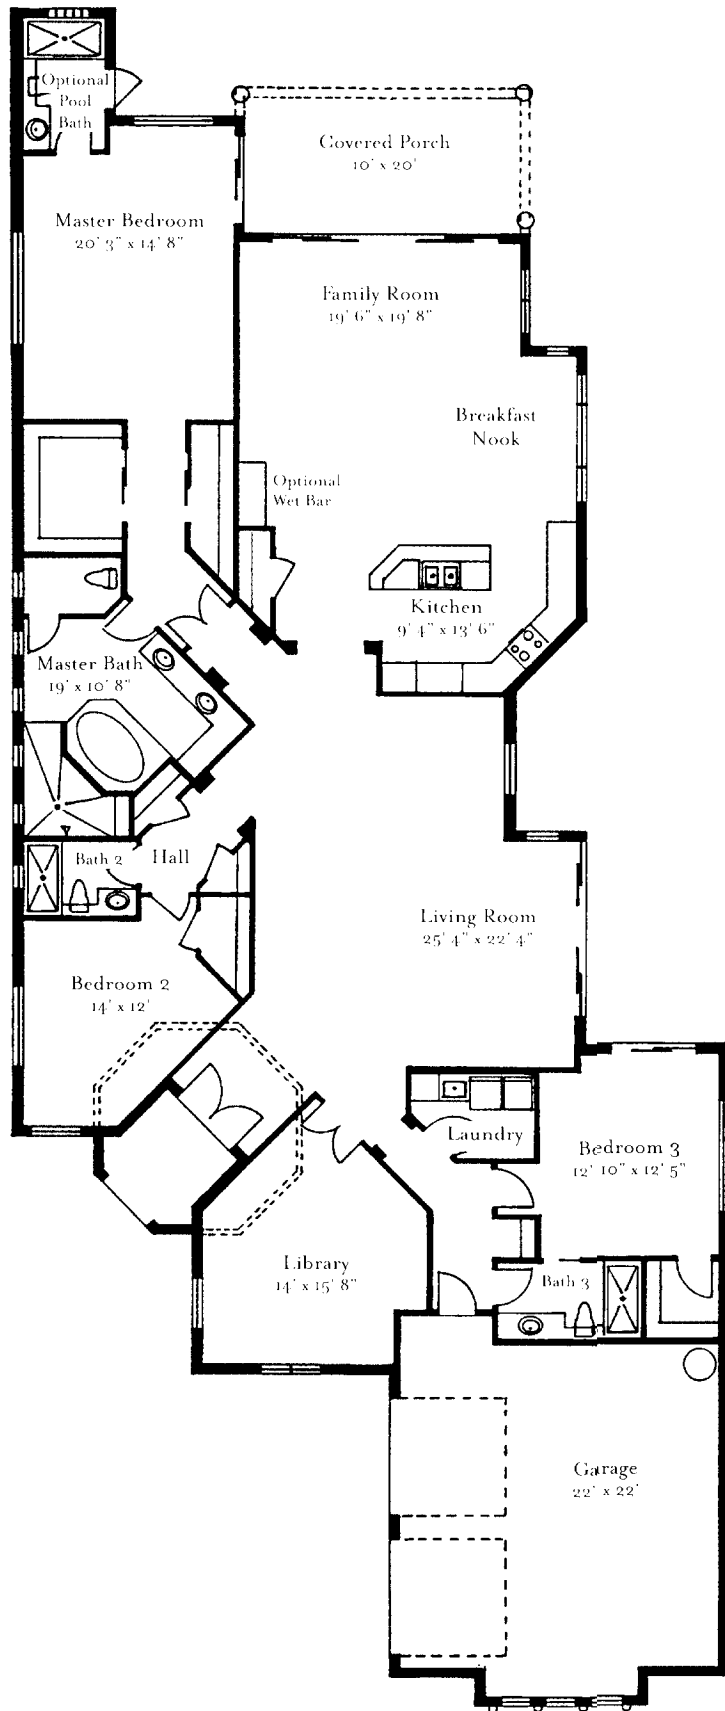 Optional
Pool
Bath
Covered Porch
10' x 20'
Master Bedroom
20' 3" x 14' 8"
Family Room
19' 6" x 19' 8"
Breakfast
Nook
Optional
Wet Bar
Kitchen
9' 4" x 13' 6"
Master Bath
19' x 10' 8"
Bath 2
Hall
Living Room
25' 4" x 22' 4"
Bedroom 2
14' x 12'
Laundry
Bedroom 3
12' 10" x 12' 5"
Library
14' x 15' 8"
Bath 3
Garage
22' x 22'